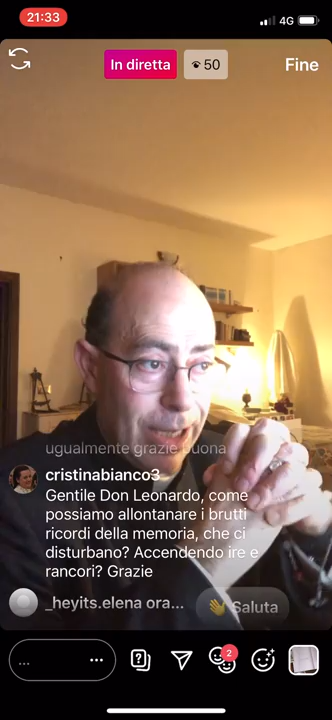 21:33
4G
In diretta
50
Fine
ugualmente grazie buona
cristinabianco3
Gentile Don Leonardo, come
possiamo allontanare i brutti
ricordi della memoria, che ci
disturbano? Accendendo ire e
rancori? Grazie
_heyits.elena ora...
👋 Saluta
...
2